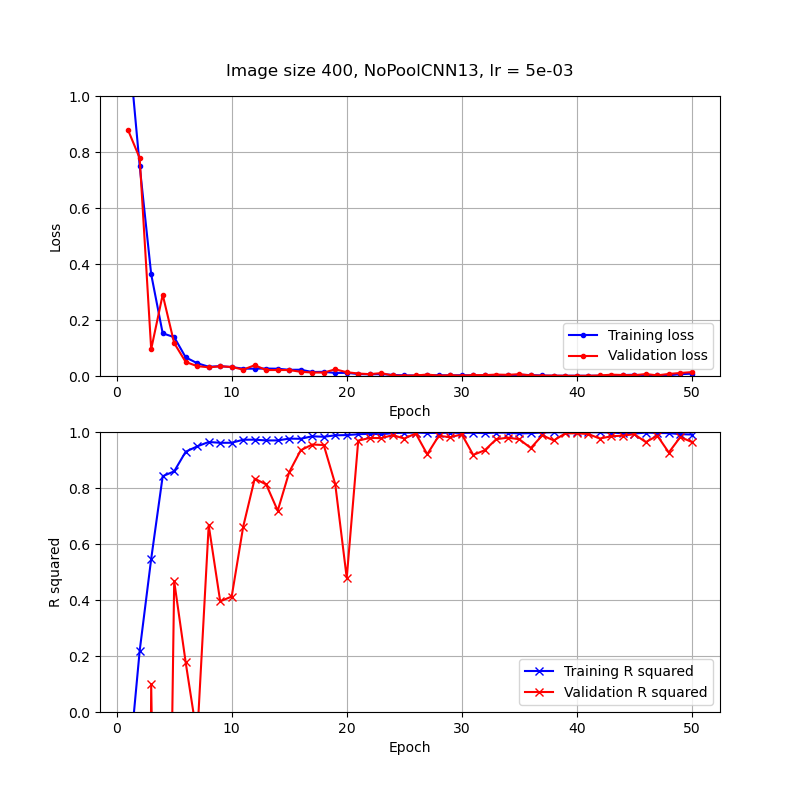 Image size 400, NoPoolCNN13, lr = 5e-03
1.0
0.8
0.6
0.4
0.2
0.0
Loss
Training loss
Validation loss
0 10 20 30 40 50
Epoch
1.0
0.8
0.6
0.4
0.2
0.0
R squared
Training R squared
Validation R squared
0 10 20 30 40 50
Epoch